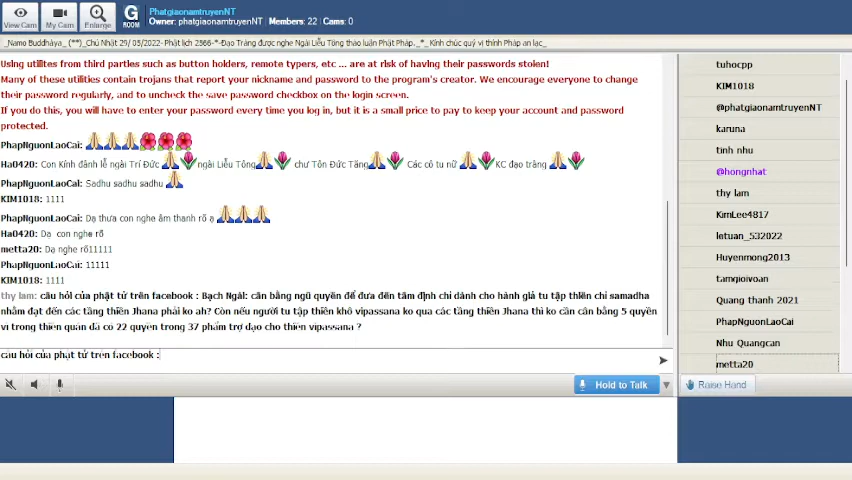 PhatgiaonamtruyenNT
Owner: phatgiaonamtruyenNT | Members: 22 | Cams: 0
View Cam
My Cam
Enlarge
G
ROOM
_Namo Buddhāya_ (**)_Chủ Nhật 29/ 05/2022- Phật lịch 2566-*-Đạo Tràng được nghe Ngài Liễu Tông thảo luận Phật Pháp._*_ Kính chúc quý vị thính Pháp an lạc_
Using utilites from third parties such as button holders, remote typers, etc ... are at risk of having their passwords stolen!
Many of these utilities contain trojans that report your nickname and password to the program's creator. We encourage everyone to change
their password regularly, and to uncheck the save password checkbox on the login screen.
If you do this, you will have to enter your password every time you log in, but it is a small price to pay to keep your account and password
protected.
PhapNguonLaoCai:
Ha0420: Con Kính đảnh lễ ngài Trí Đức ngài Liễu Tông chư Tôn Đức Tăng Các cô tu nữ KC đạo tràng
PhapNguonLaoCai: Sadhu sadhu sadhu
KIM1018: 1111
PhapNguonLaoCai: Dạ thưa con nghe âm thanh rõ ạ
Ha0420: Dạ con nghe rõ
metta20: Dạ nghe rõ11111
PhapNguonLaoCai: 11111
KIM1018: 1111
thy lam: câu hỏi của phật tử trên facebook : Bạch Ngài: cân bằng ngũ quyền để đưa đến tâm định chỉ dành cho hành giả tu tập thiền chỉ samadha
nhằm đạt đến các tầng thiền Jhana phải ko ah? Còn nếu người tu tập thiền khô vipassana ko qua các tầng thiền Jhana thì ko cần cân bằng 5 quyền
vì trong thiền quán đã có 22 quyền trong 37 phẩm trợ đạo cho thiền vipassana ?
câu hỏi của phật tử trên facebook :
Hold to Talk
tuhocpp
KIM1018
@phatgiaonamtruyenNT
karuna
tinh nhu
@hongnhat
thy lam
KimLee4817
letuan_532022
Huyenmong2013
tamgioivoan
Quang thanh 2021
PhapNguonLaoCai
Nhu Quangcan
metta20
Raise Hand